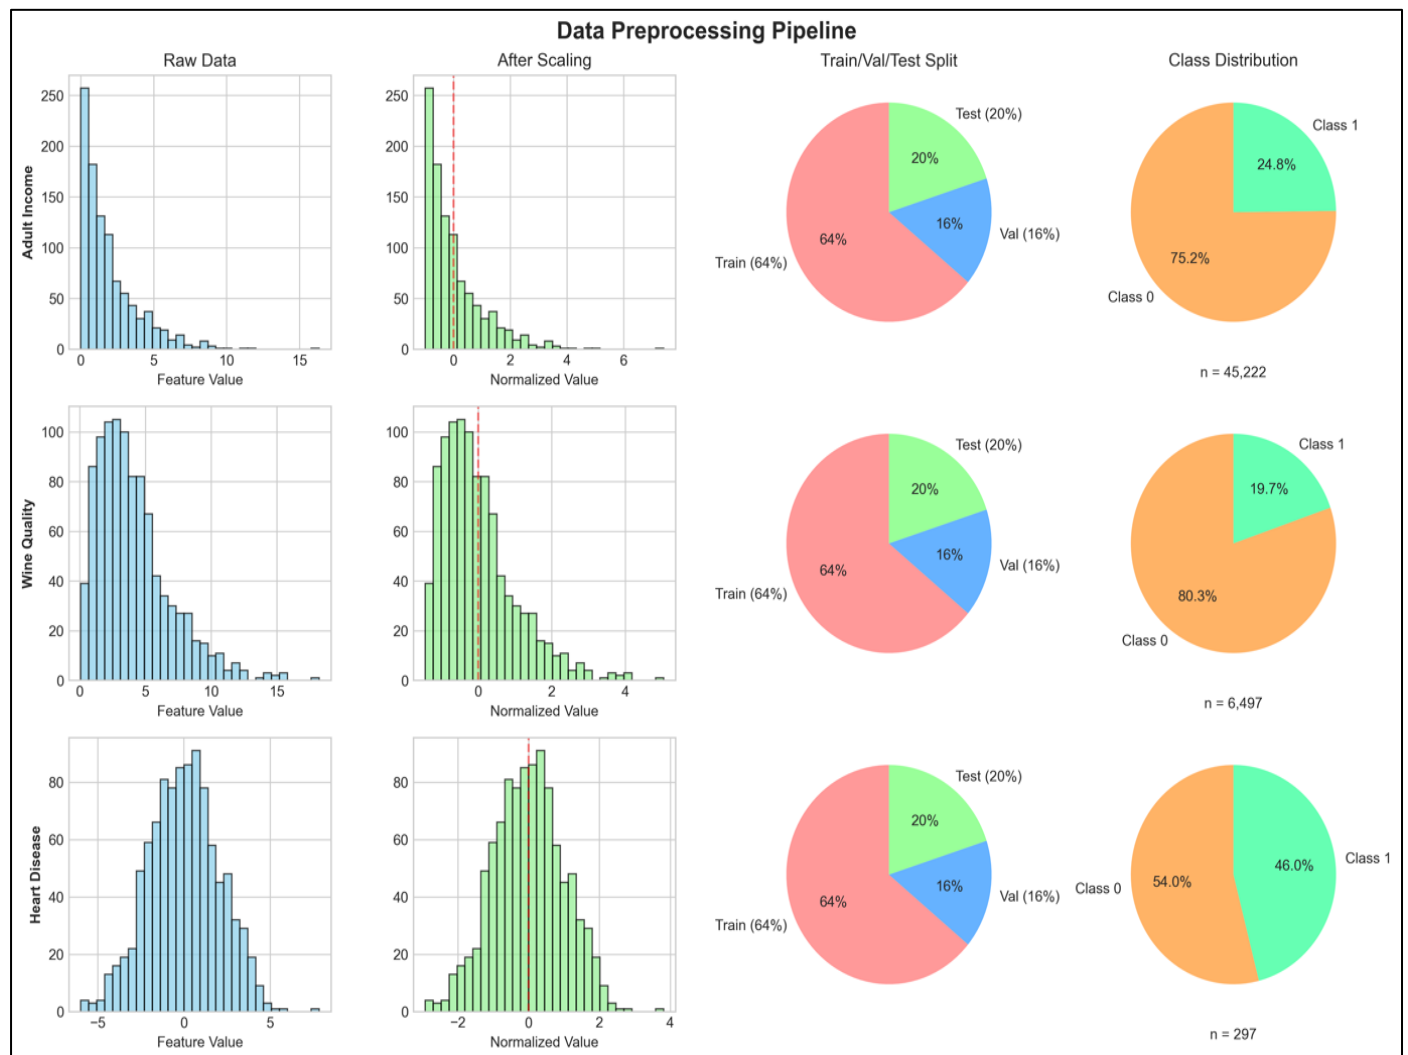 Data Preprocessing Pipeline
Raw Data
After Scaling
Train/Val/Test Split
Class Distribution
Adult Income
250
200
150
100
50
0
0 5 10 15
Feature Value
250
200
150
100
50
0
0 2 4 6
Normalized Value
Test (20%)
20%
16%
Val (16%)
64%
Train (64%)
Class 1
24.8%
75.2%
Class 0
n = 45,222
Wine Quality
100
80
60
40
20
0
0 5 10 15
Feature Value
100
80
60
40
20
0
0 2 4
Normalized Value
Test (20%)
20%
16%
Val (16%)
64%
Train (64%)
Class 1
19.7%
80.3%
Class 0
n = 6,497
Heart Disease
80
60
40
20
0
−5 0 5
Feature Value
80
60
40
20
0
−2 0 2 4
Normalized Value
Test (20%)
20%
16%
Val (16%)
64%
Train (64%)
Class 1
46.0%
54.0%
Class 0
n = 297